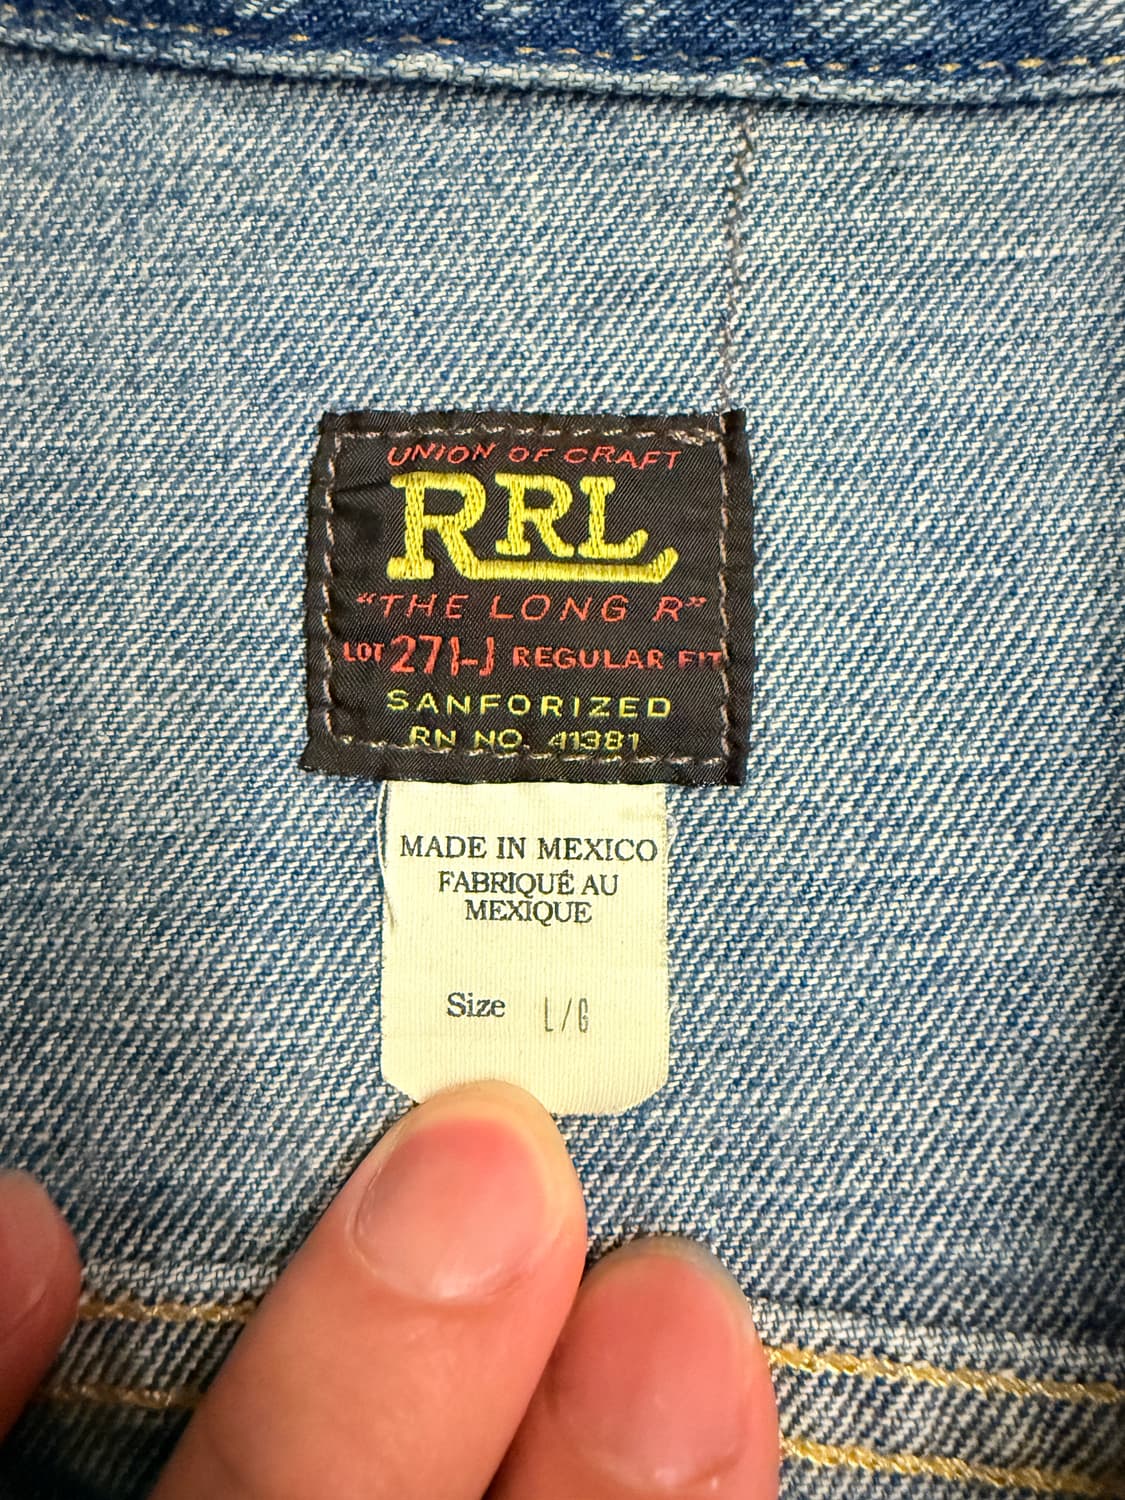 UNION OF CRAFT
RRL
"THE LONG R"
LOT 271-J REGULAR FIT
SANFORIZED
RN NO. 41381
MADE IN MEXICO
FABRIQUÉ AU
MEXIQUE
Size L/G